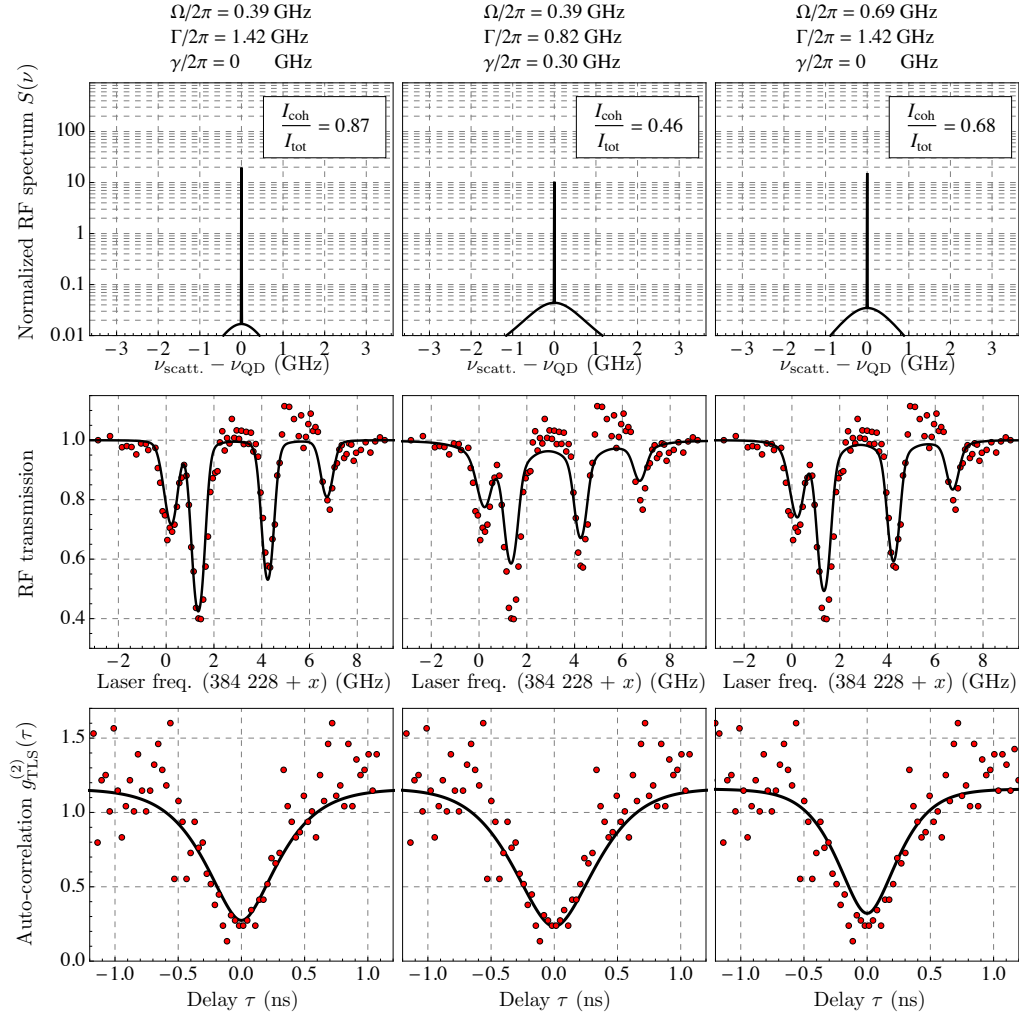 Ω/2π = 0.39 GHz
Γ/2π = 1.42 GHz
γ/2π = 0 GHz
Ω/2π = 0.39 GHz
Γ/2π = 0.82 GHz
γ/2π = 0.30 GHz
Ω/2π = 0.69 GHz
Γ/2π = 1.42 GHz
γ/2π = 0 GHz
Normalized RF spectrum S(ν)
100
10
1
0.1
0.01
I_coh/I_tot = 0.87
I_coh/I_tot = 0.46
I_coh/I_tot = 0.68
−3 −2 −1 0 1 2 3
−3 −2 −1 0 1 2 3
−3 −2 −1 0 1 2 3
ν_scatt. − ν_QD (GHz)
ν_scatt. − ν_QD (GHz)
ν_scatt. − ν_QD (GHz)
RF transmission
1.0
0.8
0.6
0.4
−2 0 2 4 6 8
−2 0 2 4 6 8
−2 0 2 4 6 8
Laser freq. (384 228 + x) (GHz)
Laser freq. (384 228 + x) (GHz)
Laser freq. (384 228 + x) (GHz)
Auto-correlation g_TLS^(2)(τ)
1.5
1.0
0.5
0.0
−1.0 −0.5 0.0 0.5 1.0
−1.0 −0.5 0.0 0.5 1.0
−1.0 −0.5 0.0 0.5 1.0
Delay τ (ns)
Delay τ (ns)
Delay τ (ns)